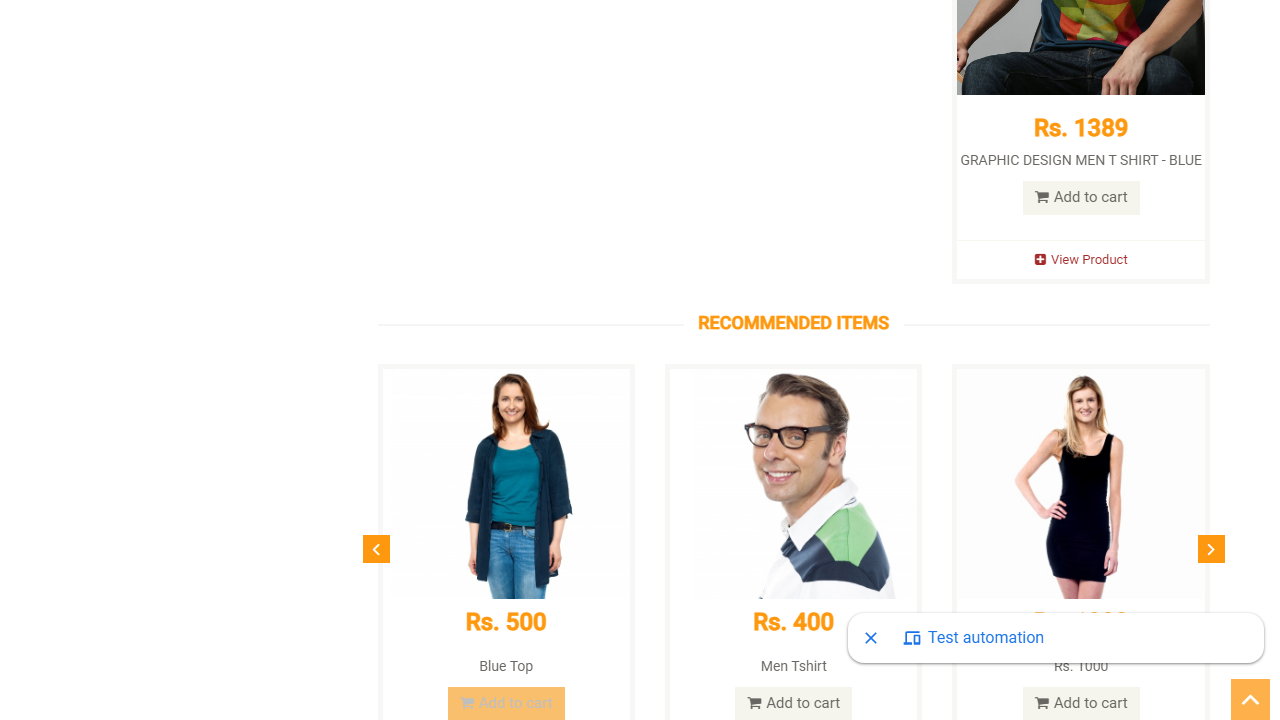 Rs. 1389
GRAPHIC DESIGN MEN T SHIRT - BLUE
Add to cart
View Product
RECOMMENDED ITEMS
Rs. 500
Blue Top
Add to cart
Rs. 400
Men Tshirt
Add to cart
Rs. 1000
Add to cart
Test automation